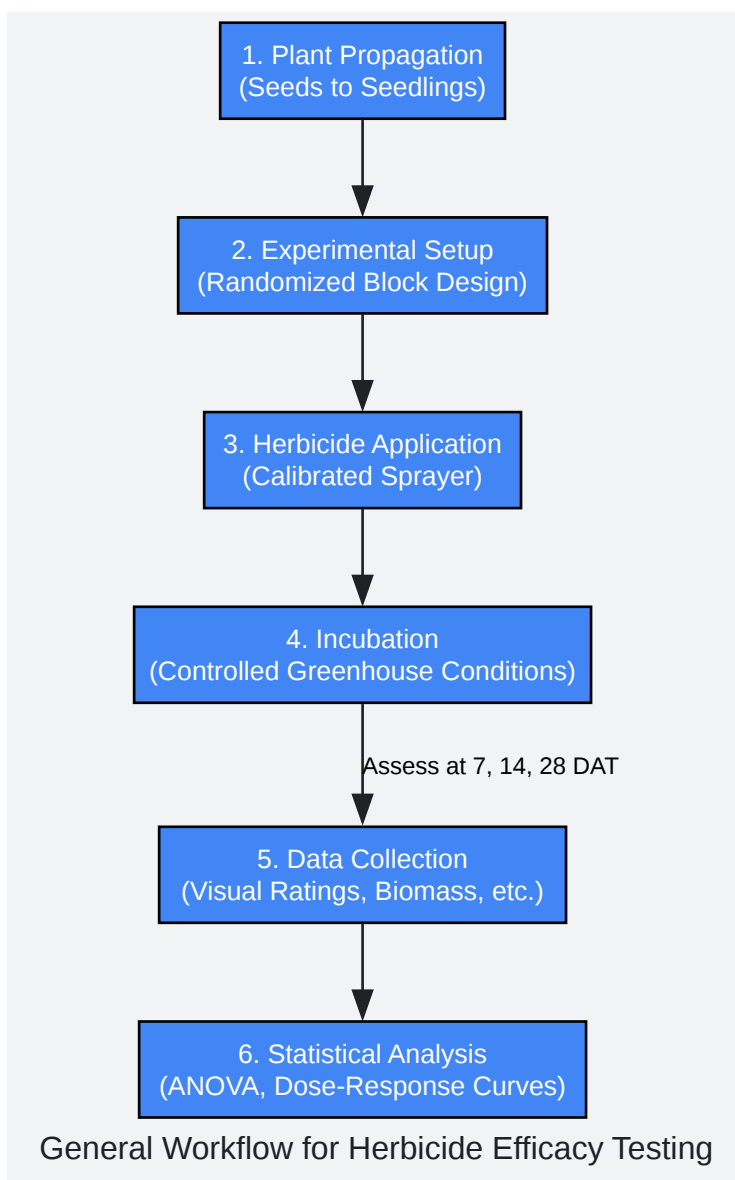 1. Plant Propagation
(Seeds to Seedlings)
2. Experimental Setup
(Randomized Block Design)
3. Herbicide Application
(Calibrated Sprayer)
4. Incubation
(Controlled Greenhouse Conditions)
Assess at 7, 14, 28 DAT
5. Data Collection
(Visual Ratings, Biomass, etc.)
6. Statistical Analysis
(ANOVA, Dose-Response Curves)
General Workflow for Herbicide Efficacy Testing